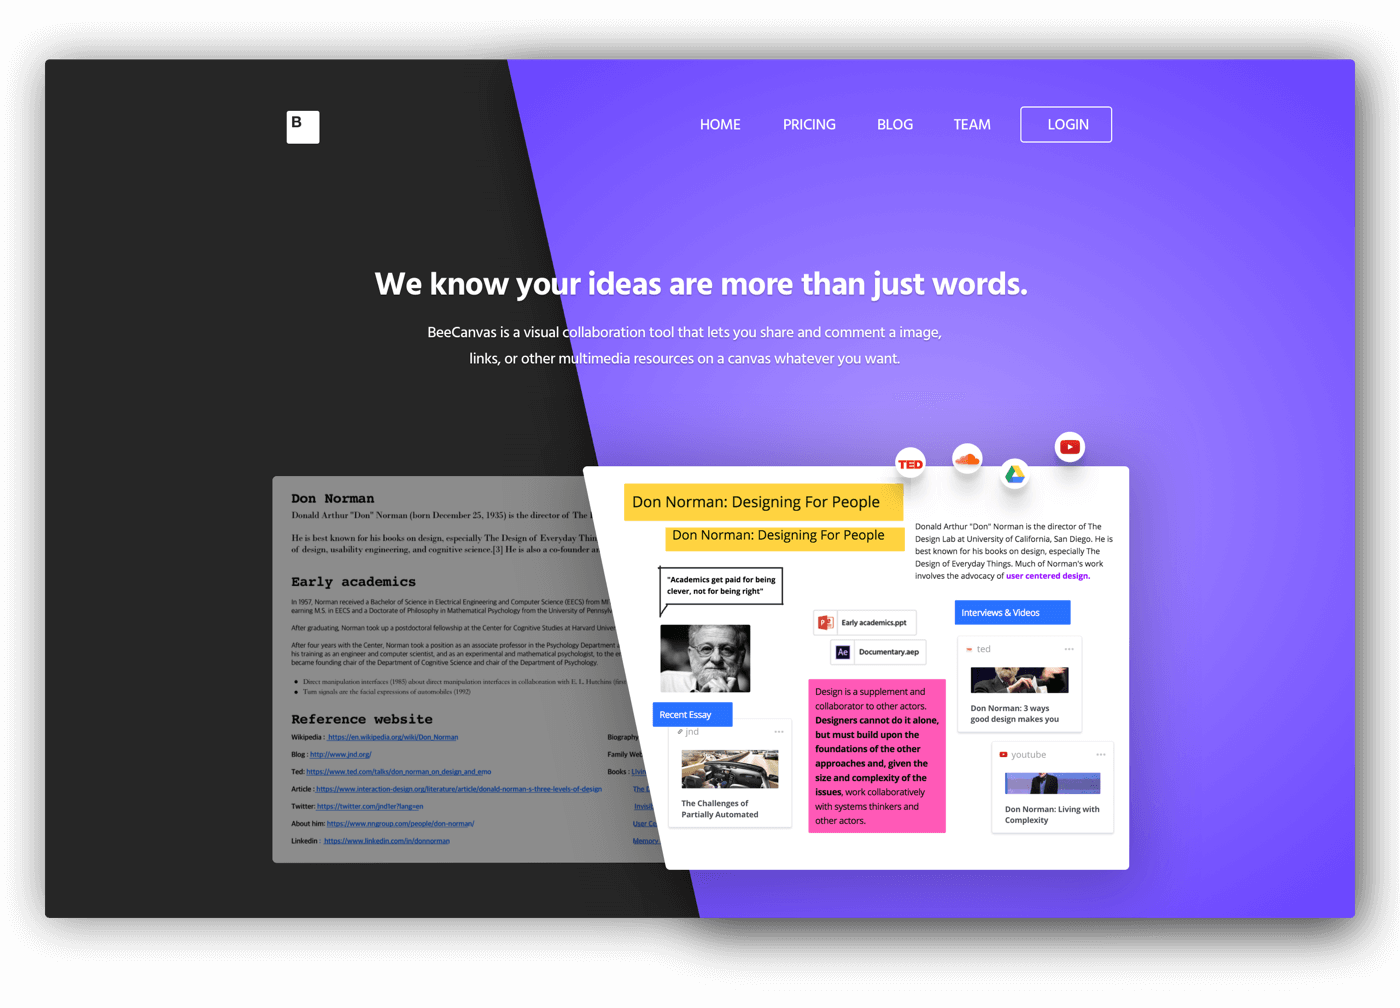 B
HOME PRICING BLOG TEAM LOGIN
We know your ideas are more than just words.
BeeCanvas is a visual collaboration tool that lets you share and comment a image,
links, or other multimedia resources on a canvas whatever you want.
Don Norman
Donald Arthur "Don" Norman (born December 25, 1935) is the director of The
He is best known for his books on design, especially The Design of Everyday
of design, usability engineering, and cognitive science.[3] He is also a co-founder
Early academics
In 1957, Norman received a Bachelor of Science in Electrical Engineering and Computer Science (EECS) from
earning M.S. in EECS and a Doctorate of Philosophy in Mathematical Psychology from the University of
After graduating, Norman took up a postdoctoral fellowship at the Center for Cognitive Studies at Harvard
After four years with the Center, Norman took a position as an associate professor in the Psychology Department
his training as an engineer and computer scientist, and as an experimental and mathematical psychologist, to the
became founding chair of the Department of Cognitive Science and chair of the Department of Psychology.
• Direct manipulation interfaces (1985) about direct manipulation interfaces in collaboration with E. L. Hutchins
• Turn signals are the facial expressions of automobiles (1992)
Reference website
Wikipedia : https://en.wikipedia.org/wiki/Don_Norman
Blog : http://www.jnd.org/
Ted: https://www.ted.com/talks/don_norman_on_design_and_emo
Article : https://www.interaction-design.org/literature/article/donald-norman-s-three-levels-of-design
Twitter: https://twitter.com/jnd1er?lang=en
About him: https://www.nngroup.com/people/don-norman/
Linkedin : https://www.linkedin.com/in/donnorman
Biography
Family
Books :
User
Memory
TED
Don Norman: Designing For People
Don Norman: Designing For People
"Academics get paid for being
clever, not for being right"
Recent Essay
jnd
The Challenges of
Partially Automated
Early academics.ppt
Ae Documentary.aep
Design is a supplement and
collaborator to other actors.
Designers cannot do it alone,
but must build upon the
foundations of the other
approaches and, given the
size and complexity of the
issues, work collaboratively
with systems thinkers and
other actors.
Donald Arthur "Don" Norman is the director of The
Design Lab at University of California, San Diego. He is
best known for his books on design, especially The
Design of Everyday Things. Much of Norman's work
involves the advocacy of user centered design.
Interviews & Videos
ted
Don Norman: 3 ways
good design makes you
youtube
Don Norman: Living with
Complexity